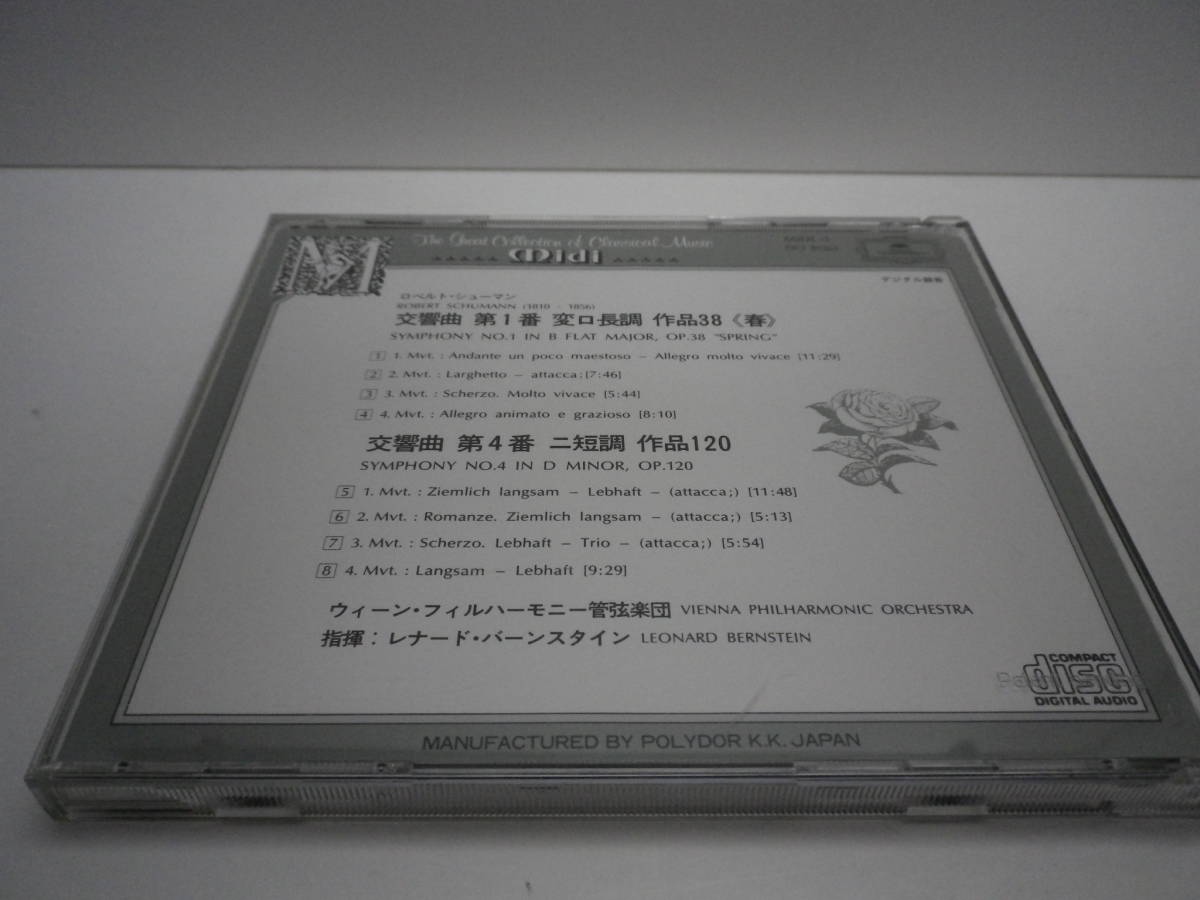 M
The Great Collection of Classical Music
Midi
デジタル録音
ロベルト・シューマン
ROBERT SCHUMANN (1810 - 1856)
交響曲 第1番 変ロ長調 作品38《春》
SYMPHONY NO.1 IN B FLAT MAJOR, OP.38 "SPRING"
1 1. Mvt. : Andante un poco maestoso – Allegro molto vivace [11:29]
2 2. Mvt. : Larghetto – attacca; [7:46]
3 3. Mvt. : Scherzo. Molto vivace [5:44]
4 4. Mvt. : Allegro animato e grazioso [8:10]
交響曲 第4番 ニ短調 作品120
SYMPHONY NO.4 IN D MINOR, OP.120
5 1. Mvt. : Ziemlich langsam – Lebhaft – (attacca;) [11:48]
6 2. Mvt. : Romanze. Ziemlich langsam – (attacca;) [5:13]
7 3. Mvt. : Scherzo. Lebhaft – Trio – (attacca;) [5:54]
8 4. Mvt. : Langsam – Lebhaft [9:29]
ウィーン・フィルハーモニー管弦楽団 VIENNA PHILHARMONIC ORCHESTRA
指揮：レナード・バーンスタイン LEONARD BERNSTEIN
COMPACT
disc
DIGITAL AUDIO
MANUFACTURED BY POLYDOR K.K. JAPAN